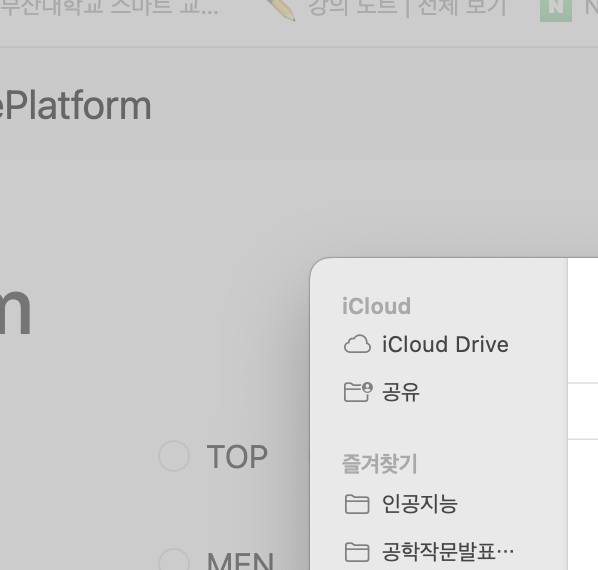 부산대학교 스마트 교... 강의 노트 | 전체 보기 N N
ePlatform
m
iCloud
iCloud Drive
공유
TOP
즐겨찾기
인공지능
공학작문발표…
MEN